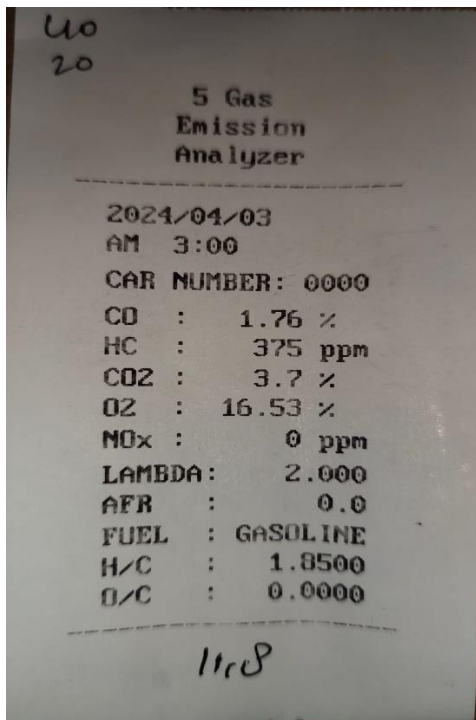 40
20
5 Gas
Emission
Analyzer
2024/04/03
AM 3:00
CAR NUMBER: 0000
CO : 1.76 %
HC : 375 ppm
CO2 : 3.7 %
O2 : 16.53 %
NOx : 0 ppm
LAMBDA: 2.000
AFR : 0.0
FUEL : GASOLINE
H/C : 1.8500
O/C : 0.0000